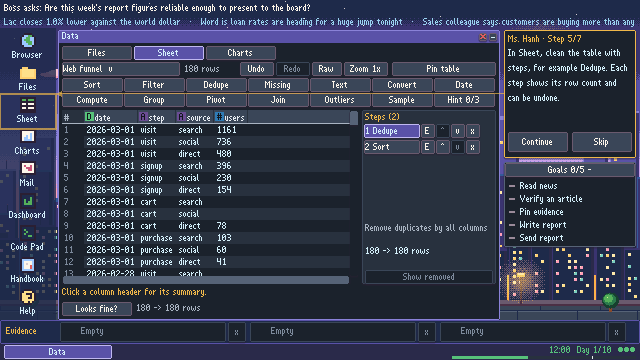 Boss asks: Are this week's report figures reliable enough to present to the board?
Lac closes 1.0% lower against the world dollar · Word is loan rates are heading for a huge jump tonight · Sales colleague says customers are buying more than any
Browser
Files
Sheet
Charts
Mail
Dashboard
Code Pad
Handbook
Help
Data
Files Sheet Charts
Web funnel v 180 rows Undo Redo Raw Zoom 1x Pin table
Sort Filter Dedupe Missing Text Convert Date
Compute Group Pivot Join Outliers Sample Hint 0/3
# D date A step A source # users
1 2026-03-01 visit search 1161
2 2026-03-01 visit social 736
3 2026-03-01 visit direct 480
4 2026-03-01 signup search 396
5 2026-03-01 signup social 230
6 2026-03-01 signup direct 154
7 2026-03-01 cart search
8 2026-03-01 cart social
9 2026-03-01 cart direct 78
10 2026-03-01 purchase search 103
11 2026-03-01 purchase social 60
12 2026-03-01 purchase direct 41
13 2026-02-28 visit search
Steps (2)
1 Dedupe E ^ v x
2 Sort E ^ v x
Remove duplicates by all columns
180 -> 180 rows
Show removed
Click a column header for its summary.
Looks fine? 180 -> 180 rows
Ms. Hanh · Step 5/7
In Sheet, clean the table with
steps, for example Dedupe. Each
step shows its row count and
can be undone.
Continue Skip
Goals 0/5 -
— Read news
— Verify an article
— Pin evidence
— Write report
— Send report
Evidence Empty x Empty x Empty x
Data
12:00 Day 1/10